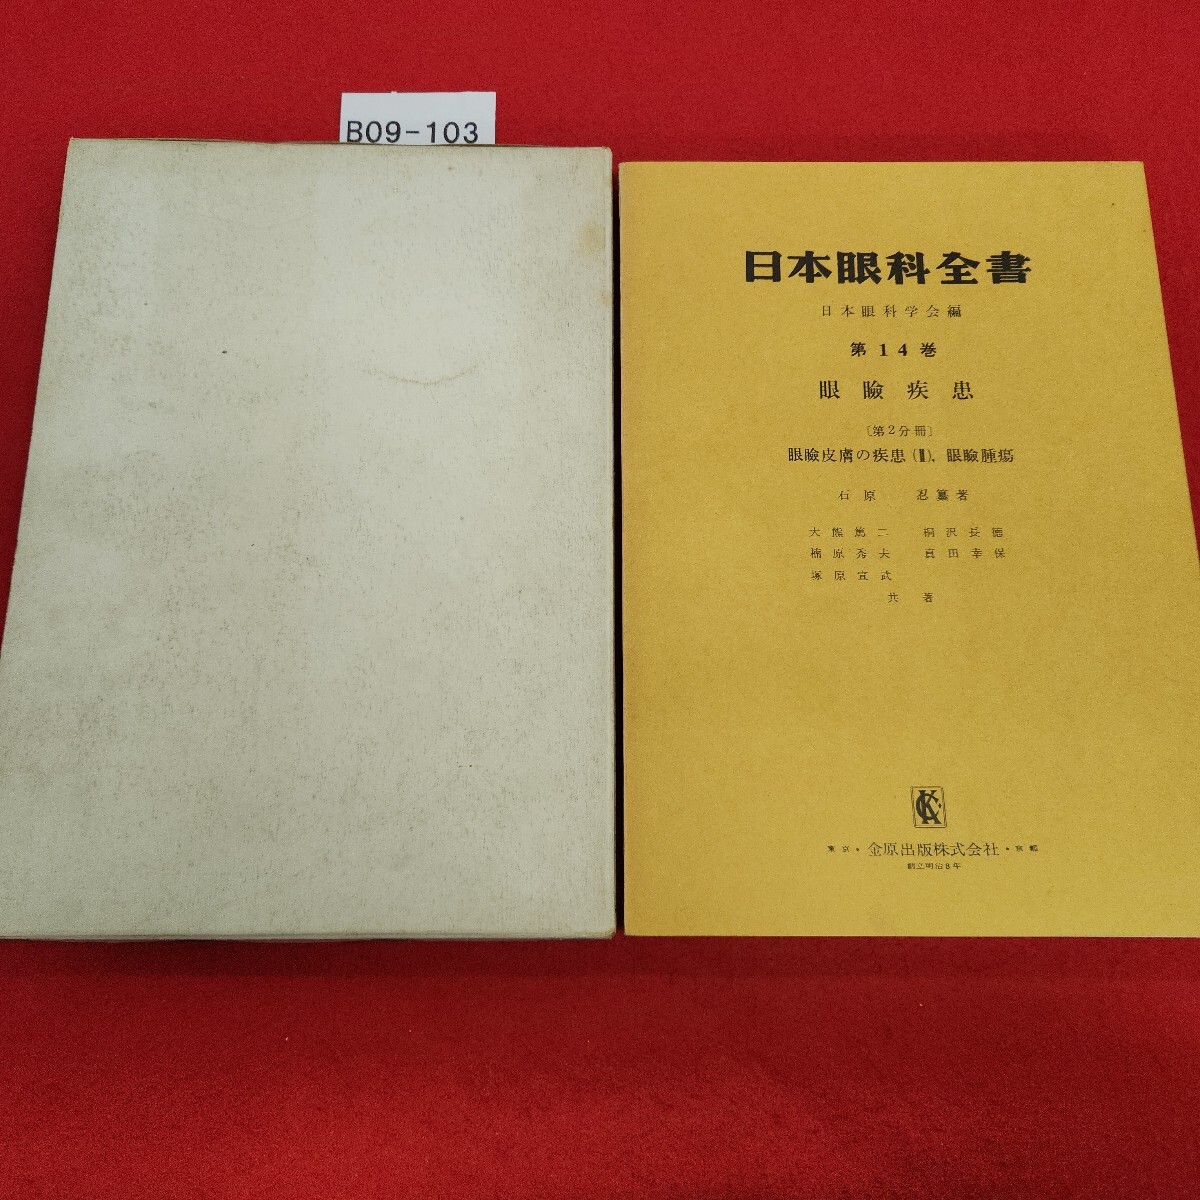 B09-103
日本眼科全書
日本眼科学会編
第14巻
眼瞼疾患
〔第2分冊〕
眼瞼皮膚の疾患(Ⅱ),眼瞼腫瘍
石原 忍纂著
大熊篤二 桐沢長徳
楠原秀夫 真田幸保
塚原宣武
共著
東京・金原出版株式会社・京都
創立明治8年